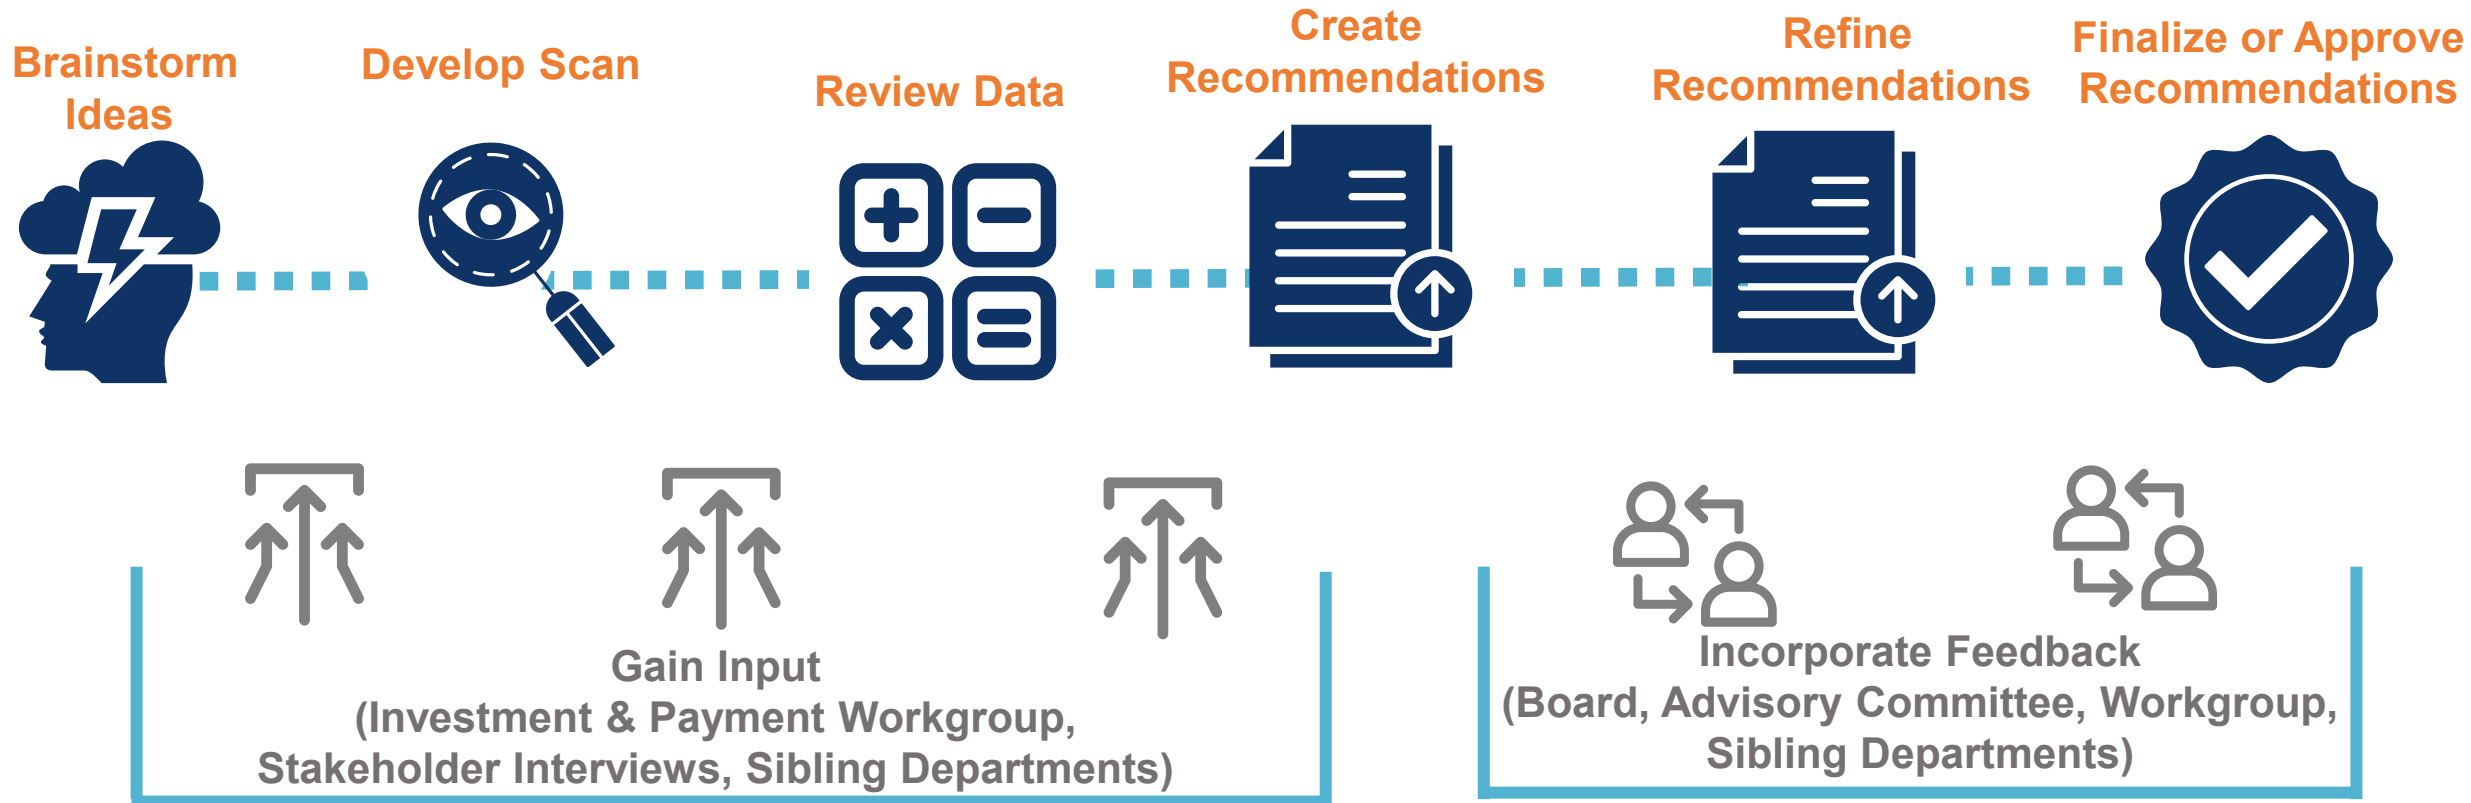 Brainstorm
Ideas
Develop Scan
Review Data
Create
Recommendations
Refine
Recommendations
Finalize or Approve
Recommendations
Gain Input
(Investment & Payment Workgroup,
Stakeholder Interviews, Sibling Departments)
Incorporate Feedback
(Board, Advisory Committee, Workgroup,
Sibling Departments)